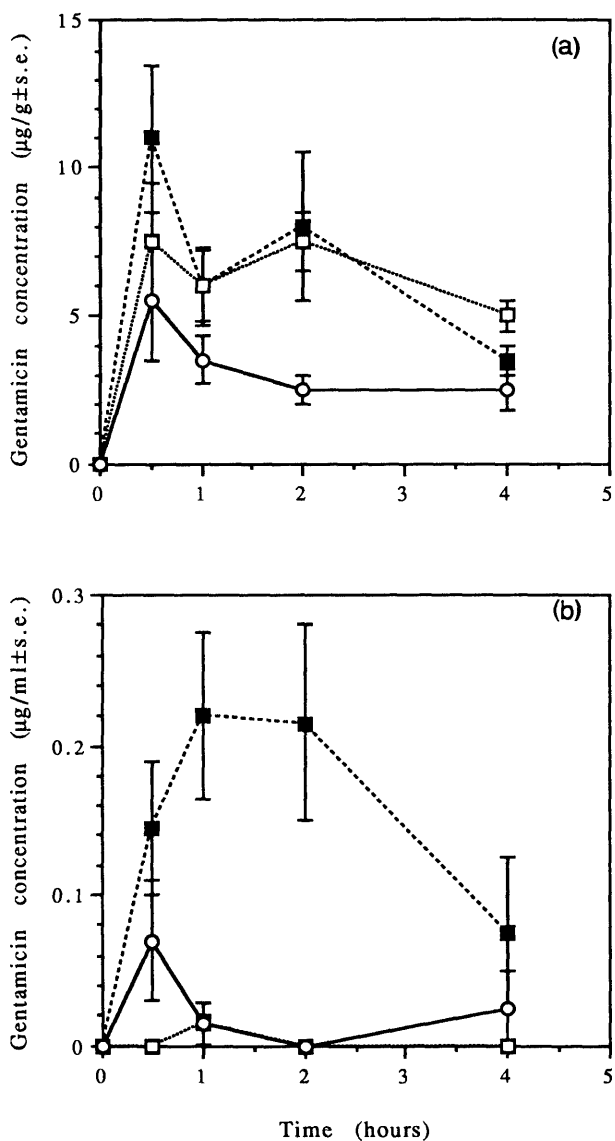 Gentamicin concentration (µg/g±s.e.)
15
10
5
0
(a)
0 1 2 3 4 5
Gentamicin concentration (µg/ml±s.e.)
0.3
0.2
0.1
0
(b)
0 1 2 3 4 5
Time (hours)